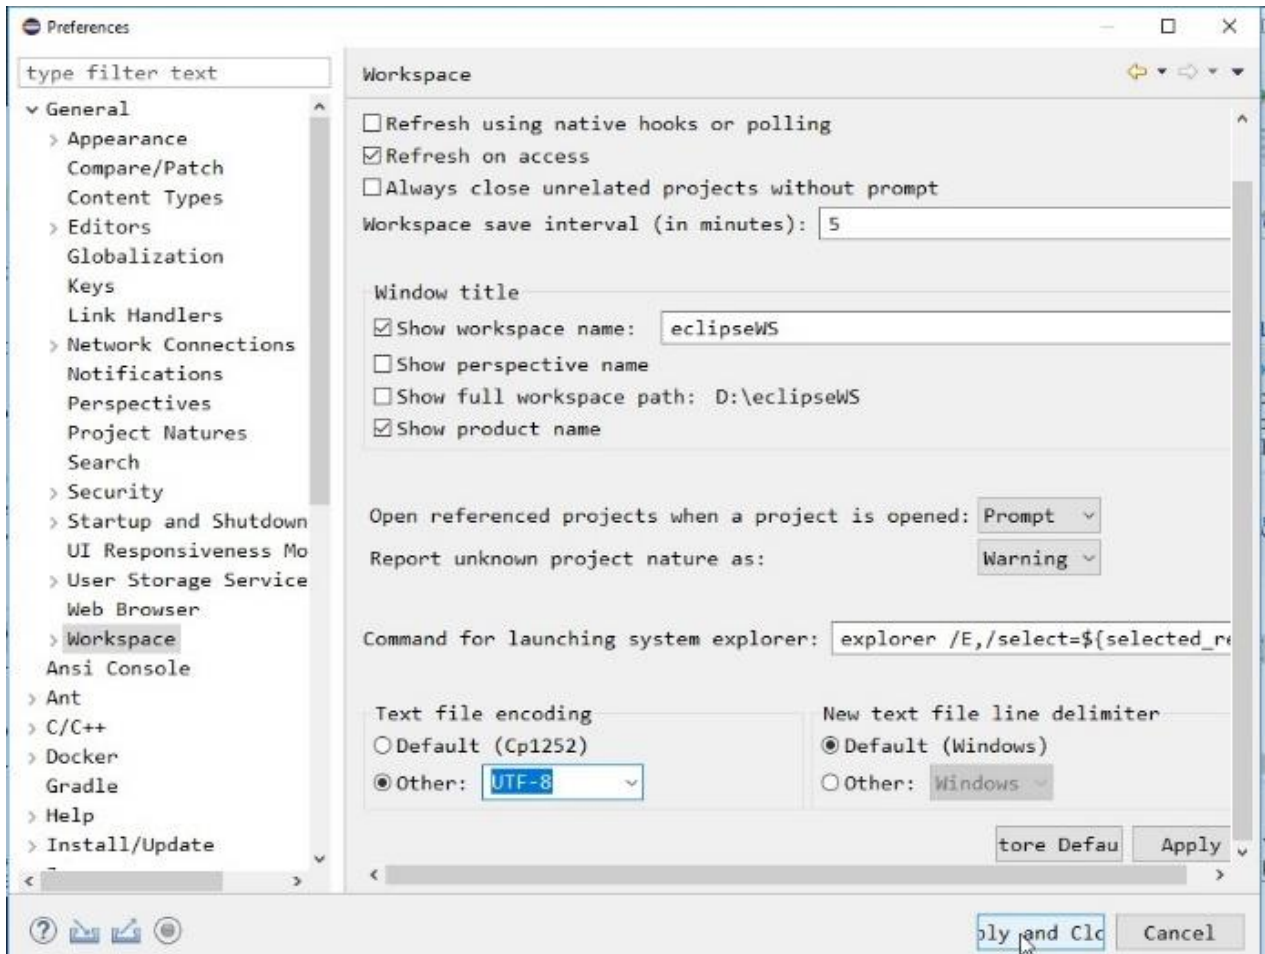 Preferences
type filter text
Workspace
General
Appearance
Compare/Patch
Content Types
Editors
Globalization
Keys
Link Handlers
Network Connections
Notifications
Perspectives
Project Natures
Search
Security
Startup and Shutdown
UI Responsiveness Mo
User Storage Service
Web Browser
Workspace
Ansi Console
Ant
C/C++
Docker
Gradle
Help
Install/Update
Refresh using native hooks or polling
Refresh on access
Always close unrelated projects without prompt
Workspace save interval (in minutes): 5
Window title
Show workspace name: eclipseWS
Show perspective name
Show full workspace path: D:\eclipseWS
Show product name
Open referenced projects when a project is opened: Prompt
Report unknown project nature as: Warning
Command for launching system explorer: explorer /E,/select=${selected_re
Text file encoding
Default (Cp1252)
Other: UTF-8
New text file line delimiter
Default (Windows)
Other: Windows
tore Defau Apply
ply and Clo Cancel